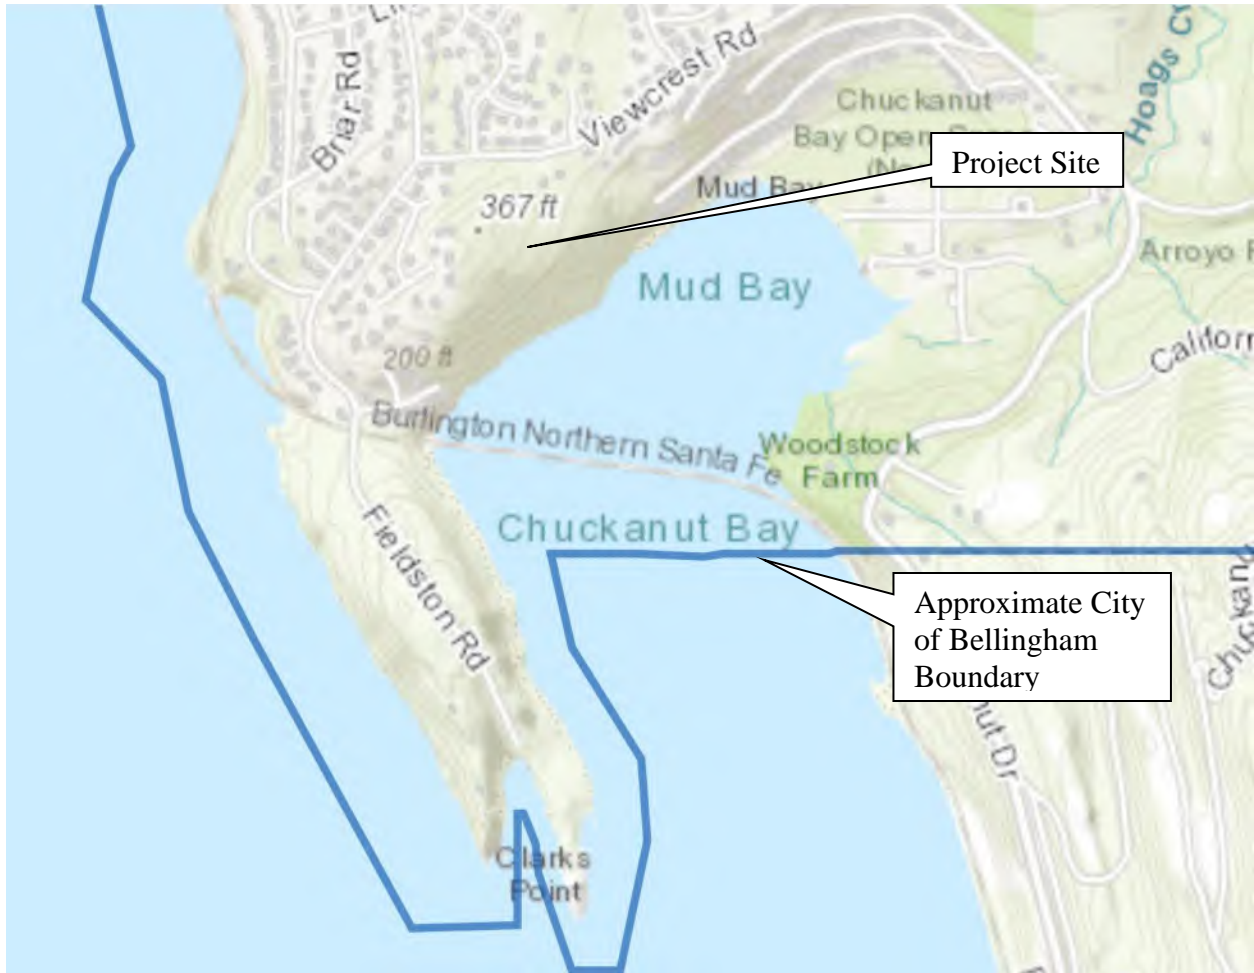 Briar Rd
Viewcrest Rd
Hoags
Chuckanut
Bay Open
Project Site
Mud Bay
367 ft
Arroyo
Mud Bay
200 ft
Burlington Northern Santa Fe
Woodstock
Farm
Fieldston Rd
Chuckanut Bay
Approximate City
of Bellingham
Boundary
Clarks
Point